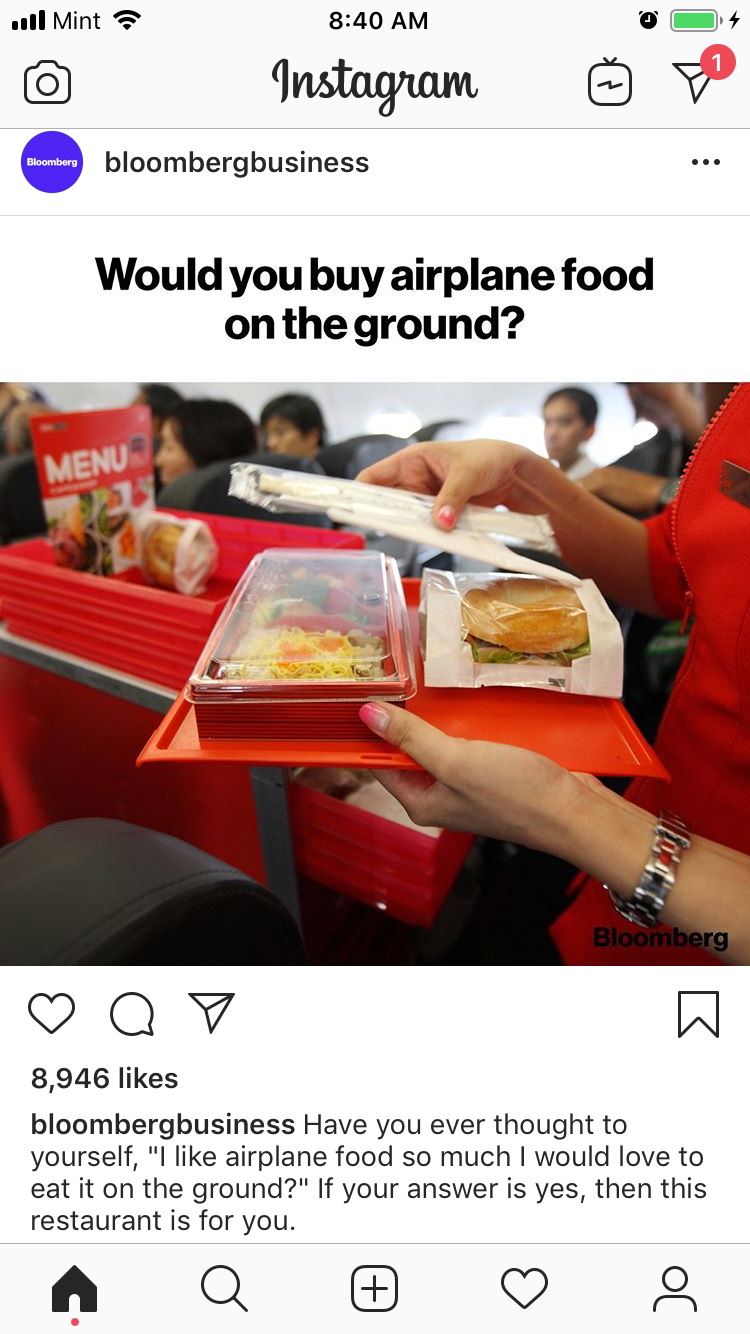 Mint 8:40 AM
Instagram
1
Bloomberg
bloombergbusiness
Would you buy airplane food
on the ground?
MENU
Bloomberg
8,946 likes
bloombergbusiness Have you ever thought to
yourself, "I like airplane food so much I would love to
eat it on the ground?" If your answer is yes, then this
restaurant is for you.